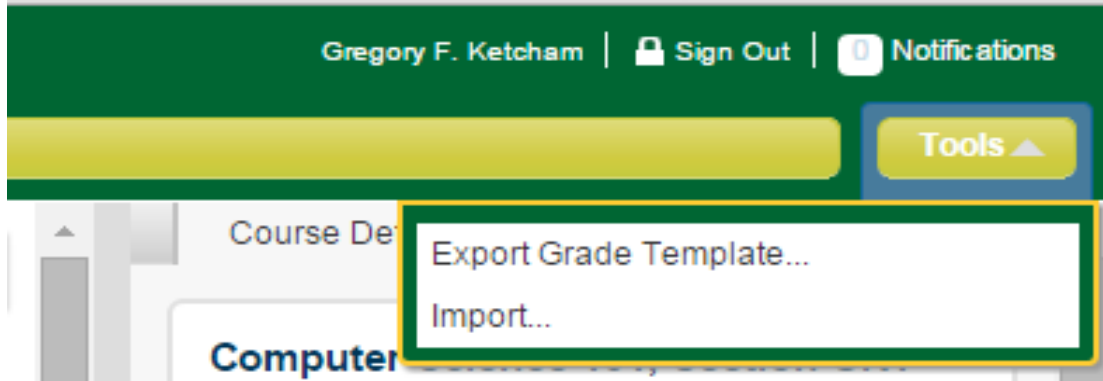 Gregory F. Ketcham | Sign Out | 0 Notifications
Tools
Course De
Export Grade Template...
Import...
Computer